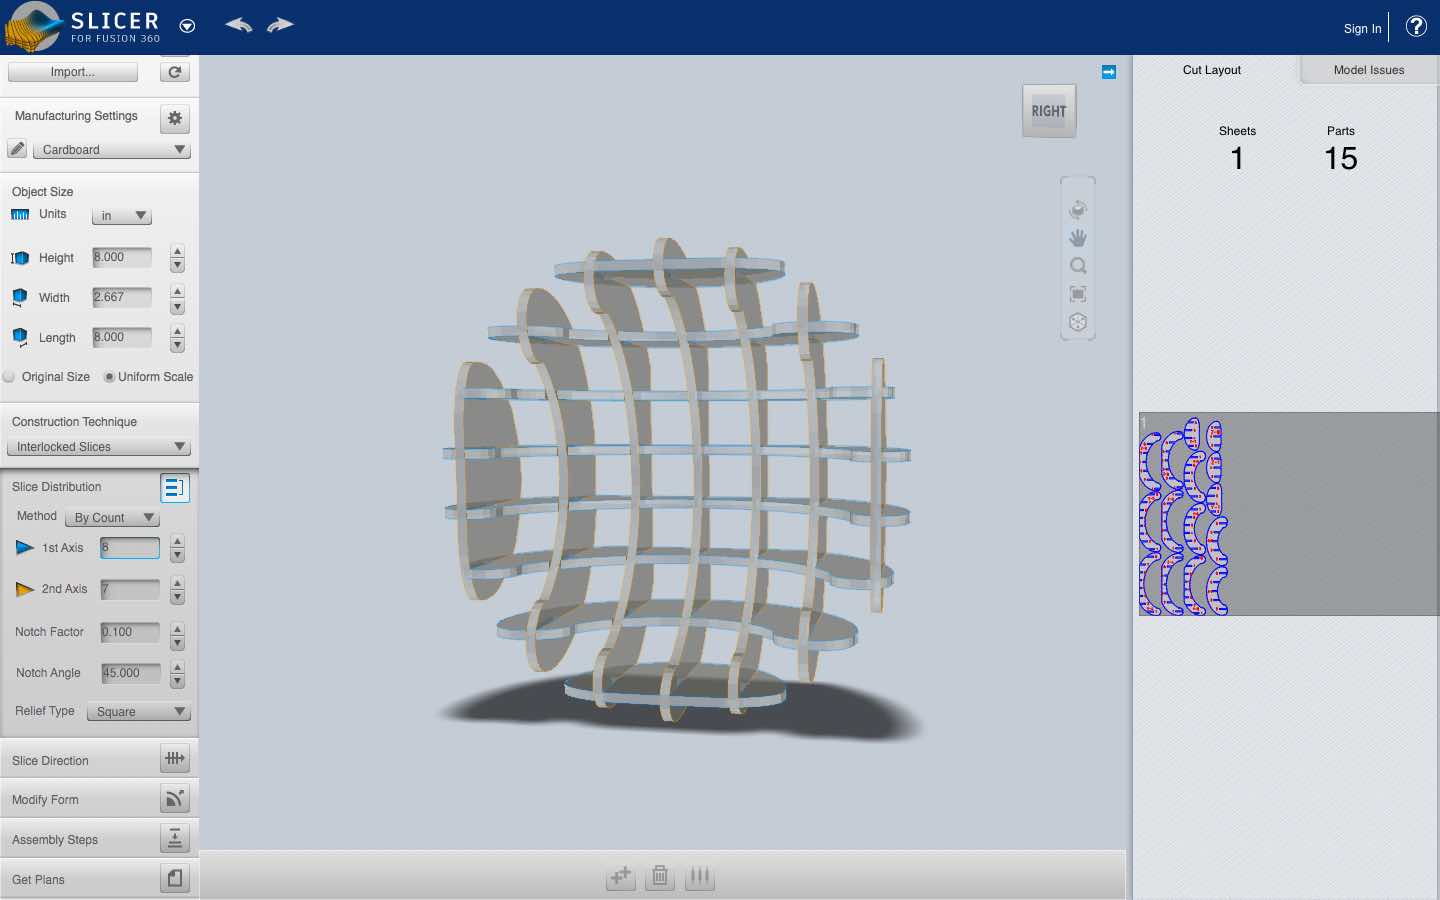 SLICER
FOR FUSION 360
Sign In
?
Import...
Manufacturing Settings
Cardboard
Object Size
Units in
Height 8.000
Width 2.667
Length 8.000
Original Size Uniform Scale
Construction Technique
Interlocked Slices
Slice Distribution
Method By Count
1st Axis 8
2nd Axis 7
Notch Factor 0.100
Notch Angle 45.000
Relief Type Square
Slice Direction
Modify Form
Assembly Steps
Get Plans
RIGHT
Cut Layout Model Issues
Sheets Parts
1 15
1